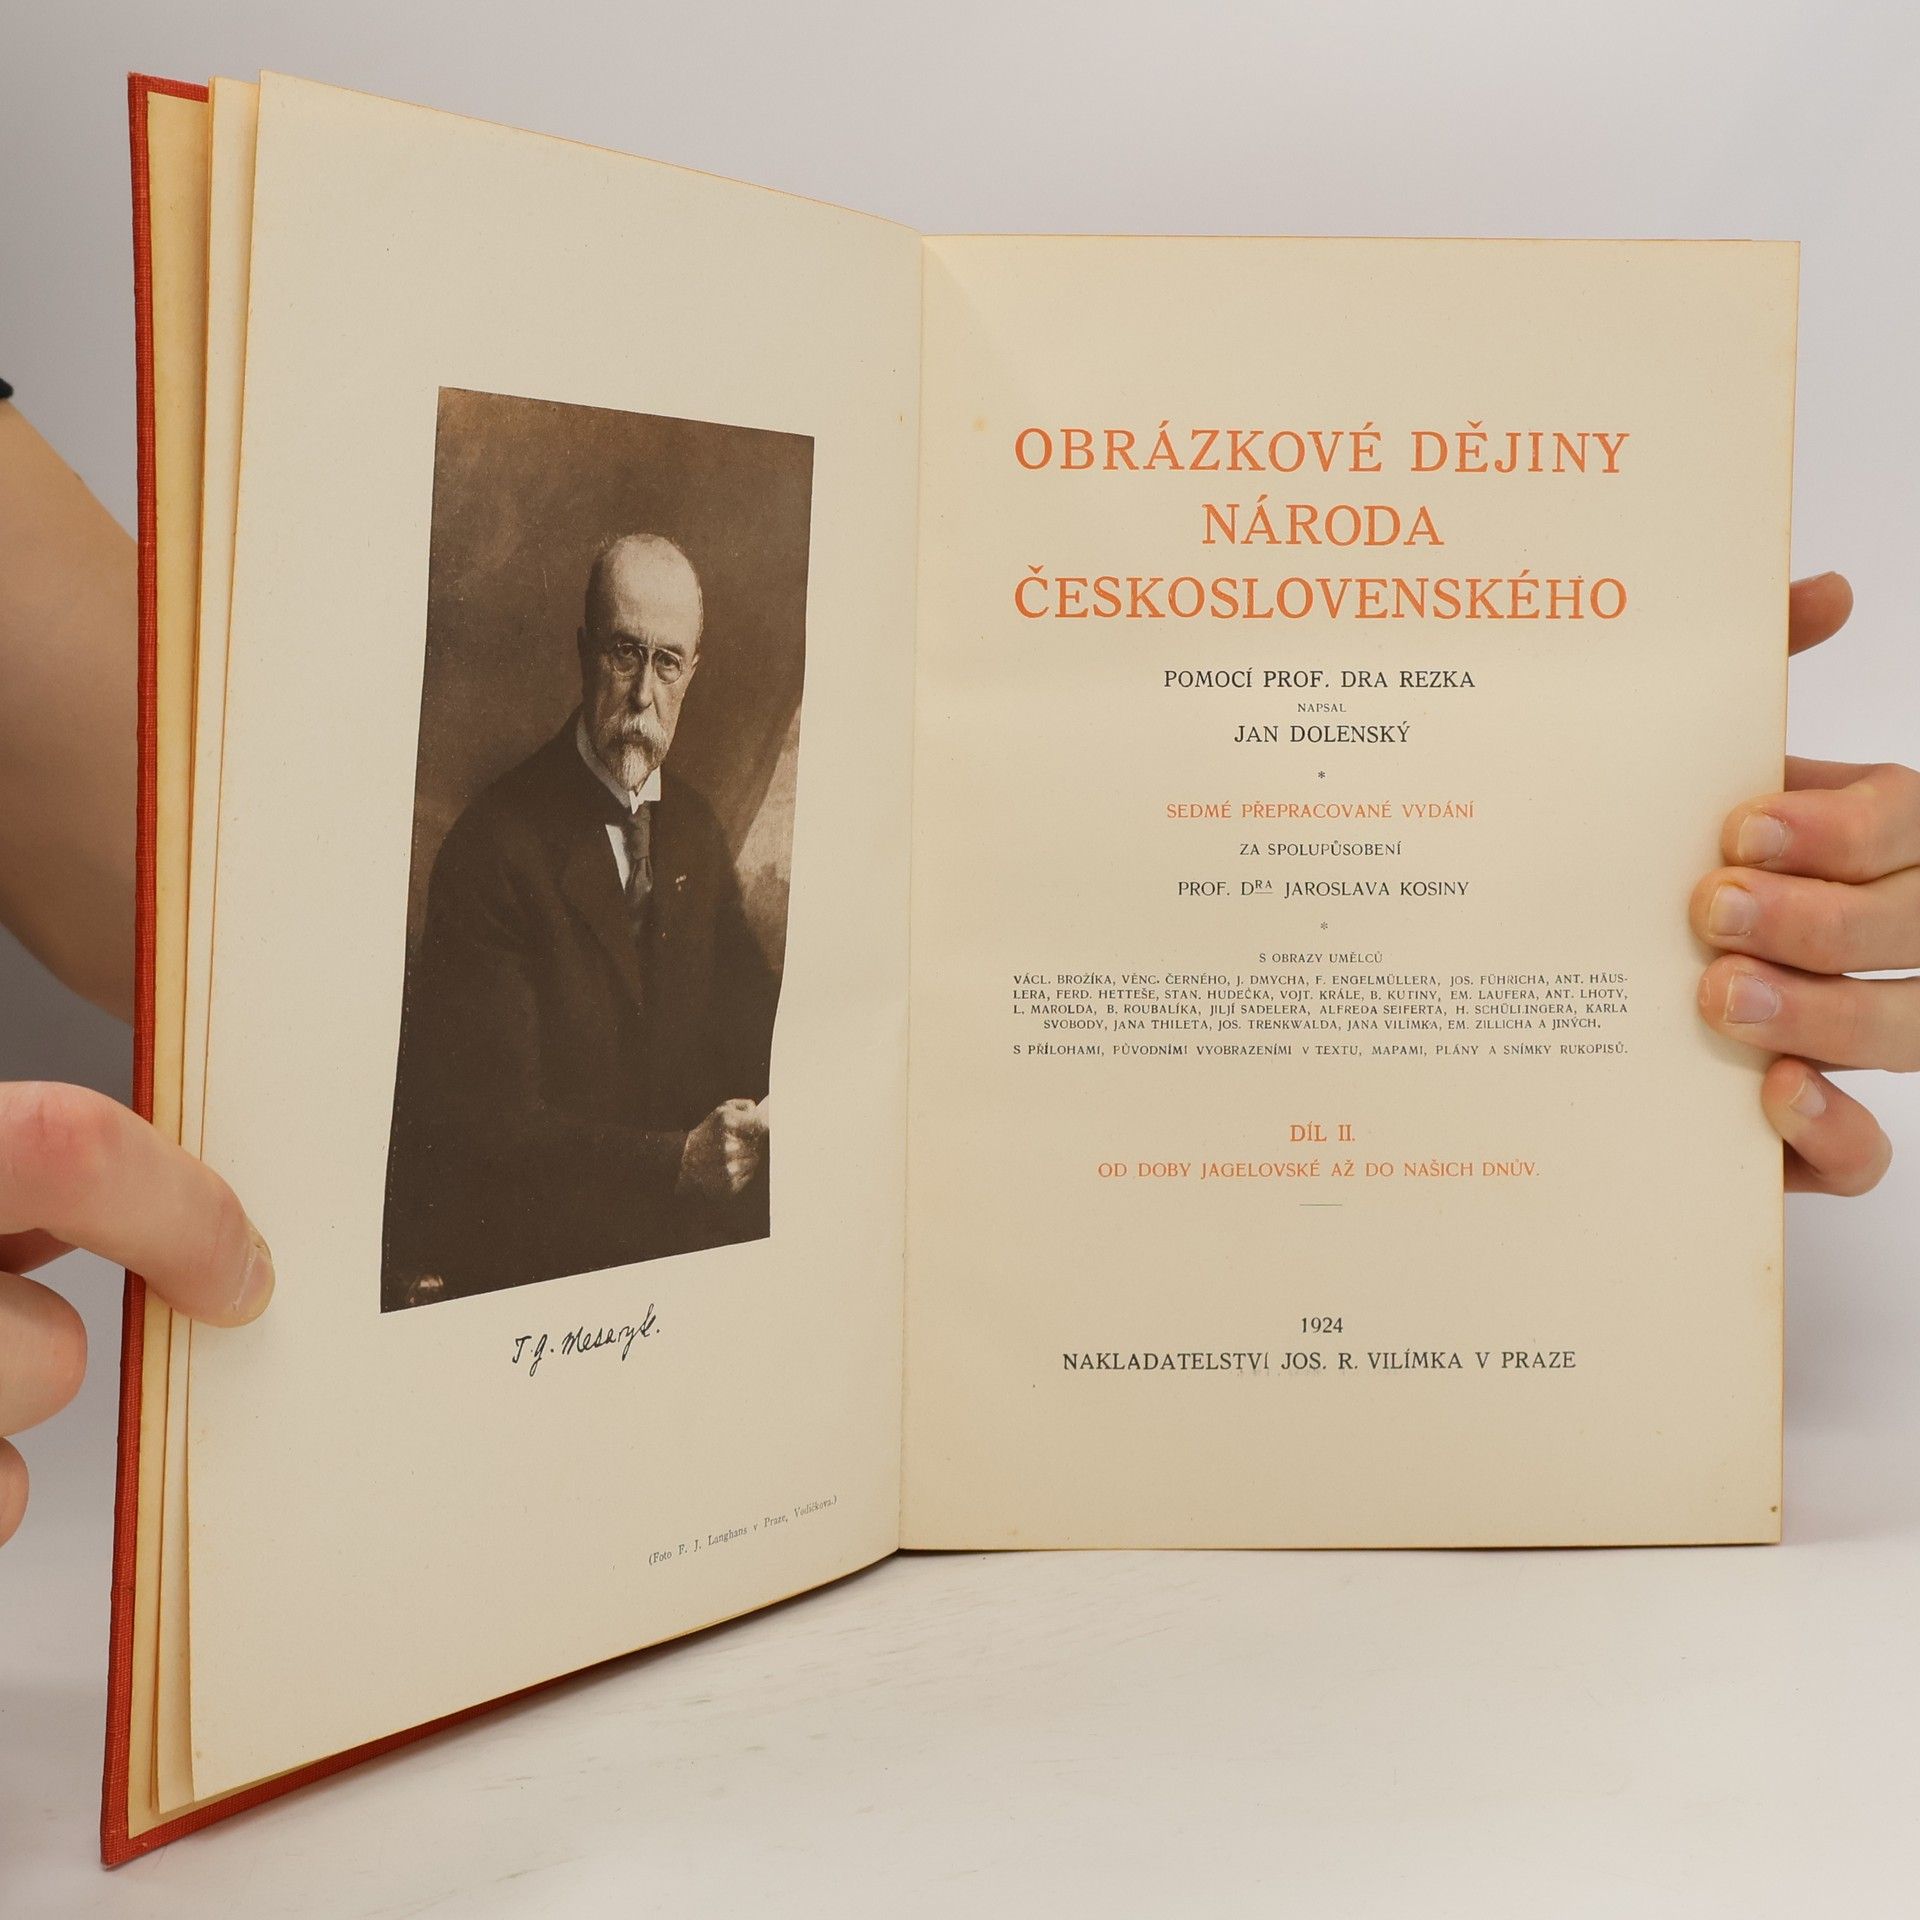 T. G. Masaryk.
(Foto F. J. Langhans v Praze, Vodičkova.)
OBRÁZKOVÉ DĚJINY
NÁRODA
ČESKOSLOVENSKÉHO
POMOCÍ PROF. DRA REZKA
NAPSAL
JAN DOLENSKÝ
*
SEDMÉ PŘEPRACOVANÉ VYDÁNÍ
ZA SPOLUPŮSOBENÍ
PROF. DRA JAROSLAVA KOSINY
*
S OBRAZY UMĚLCŮ
VÁCL. BROŽÍKA, VĚNC. ČERNÉHO, J. DMYCHA, F. ENGELMÜLLERA, JOS. FÜHRICHA, ANT. HÄUS-
LERA, FERD. HETTEŠE, STAN. HUDEČKA, VOJT. KRÁLE, B. KUTINY, EM. LAUFERA, ANT. LHOTY,
L. MAROLDA, B. ROUBALÍKA, JILJÍ SADELERA, ALFREDA SEIFERTA, H. SCHÜLLINGERA, KARLA
SVOBODY, JANA THILETA, JOS. TRENKWALDA, JANA VILÍMKA, EM. ZILLICHA A JINÝCH,
S PŘÍLOHAMI, PŮVODNÍMI VYOBRAZENÍMI V TEXTU, MAPAMI, PLÁNY A SNÍMKY RUKOPISŮ.
DÍL II.
OD DOBY JAGELOVSKÉ AŽ DO NAŠICH DNŮV.
1924
NAKLADATELSTVÍ JOS. R. VILÍMKA V PRAZE